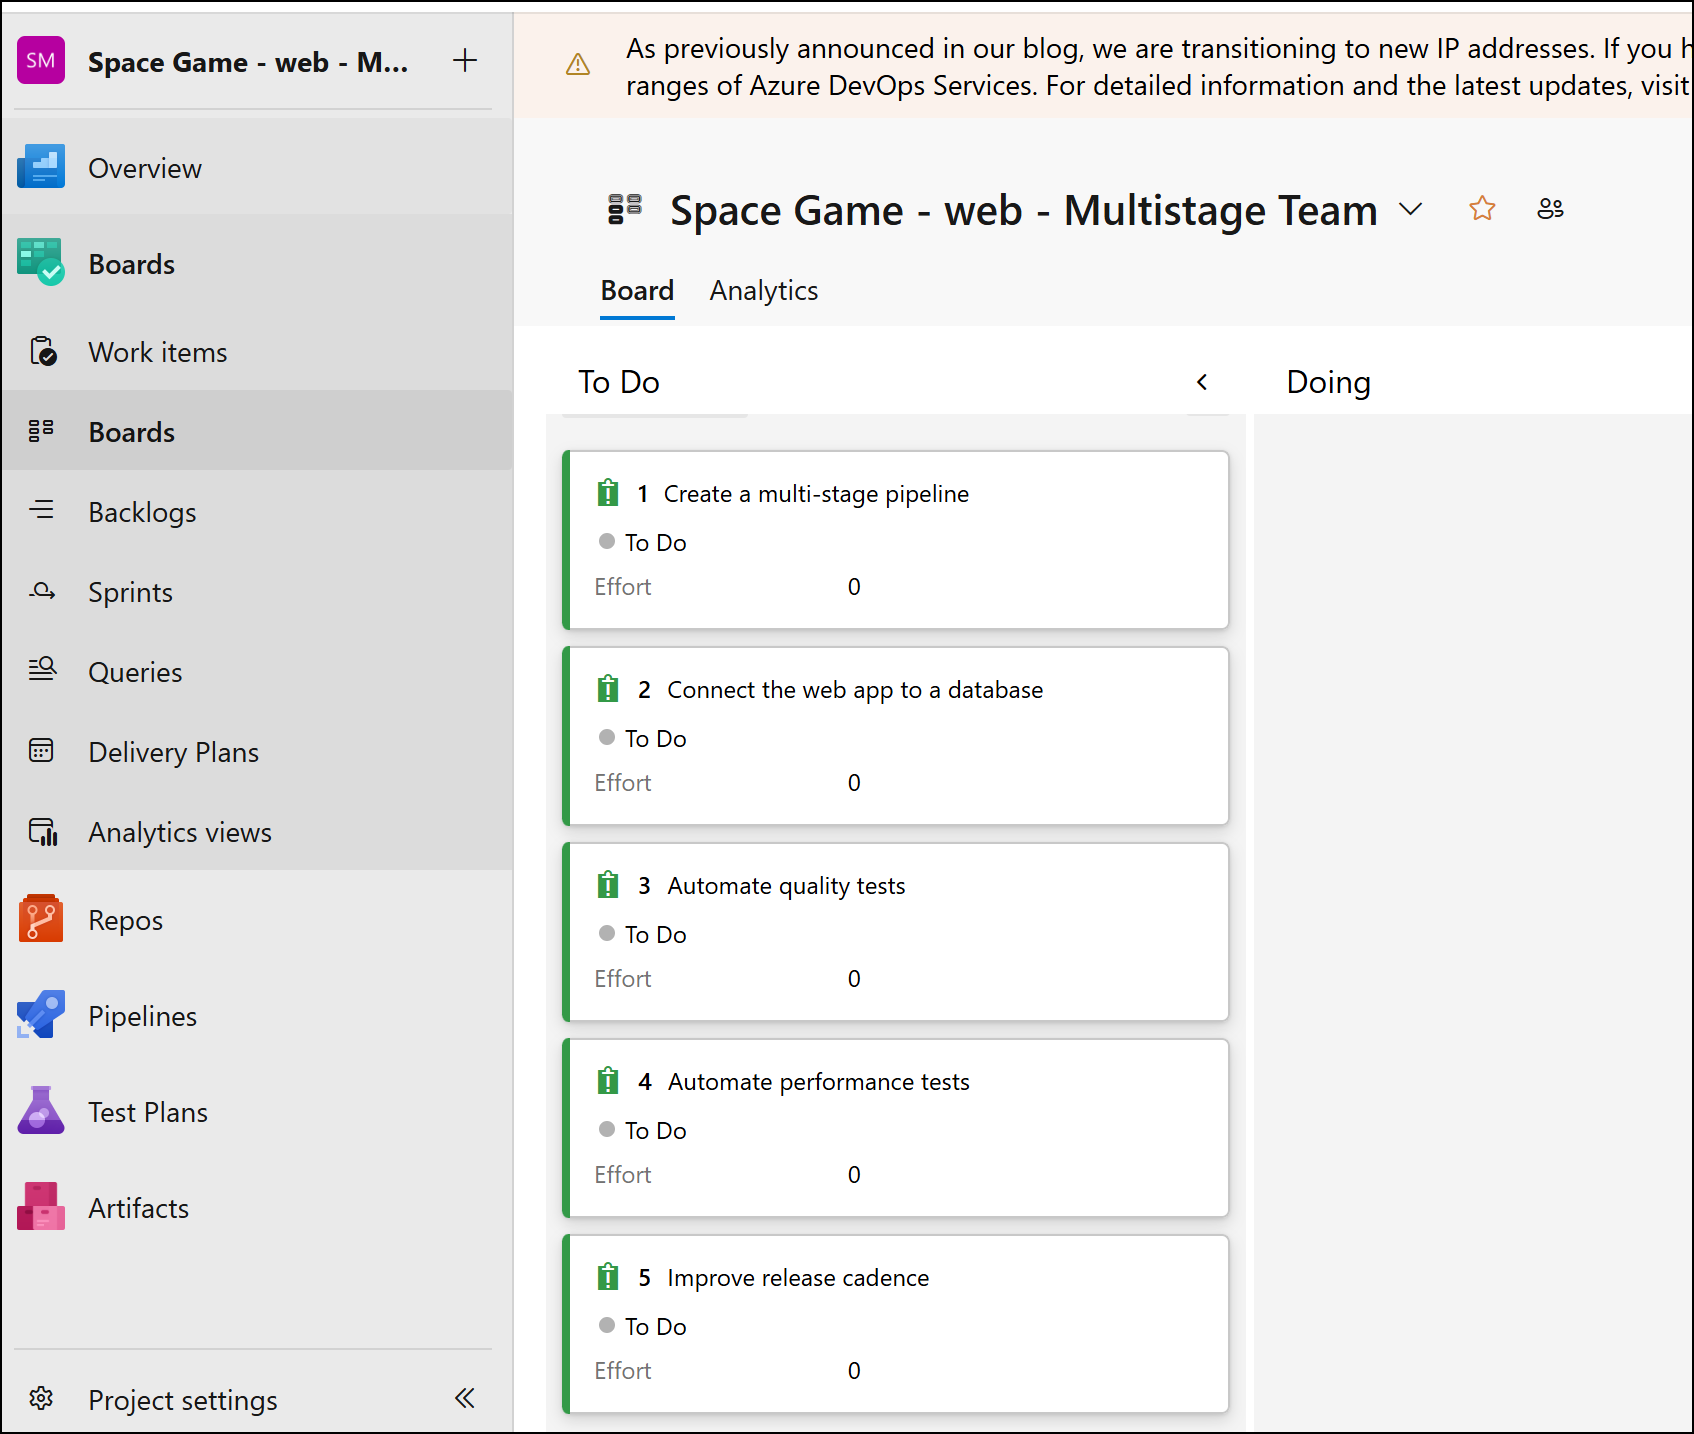 SM
Space Game - web - M...
Overview
Boards
Work items
Boards
Backlogs
Sprints
Queries
Delivery Plans
Analytics views
Repos
Pipelines
Test Plans
Artifacts
Project settings
As previously announced in our blog, we are transitioning to new IP addresses. If you
ranges of Azure DevOps Services. For detailed information and the latest updates, visit
Space Game - web - Multistage Team
Board Analytics
To Do
1 Create a multi-stage pipeline
To Do
Effort 0
2 Connect the web app to a database
To Do
Effort 0
3 Automate quality tests
To Do
Effort 0
4 Automate performance tests
To Do
Effort 0
5 Improve release cadence
To Do
Effort 0
Doing